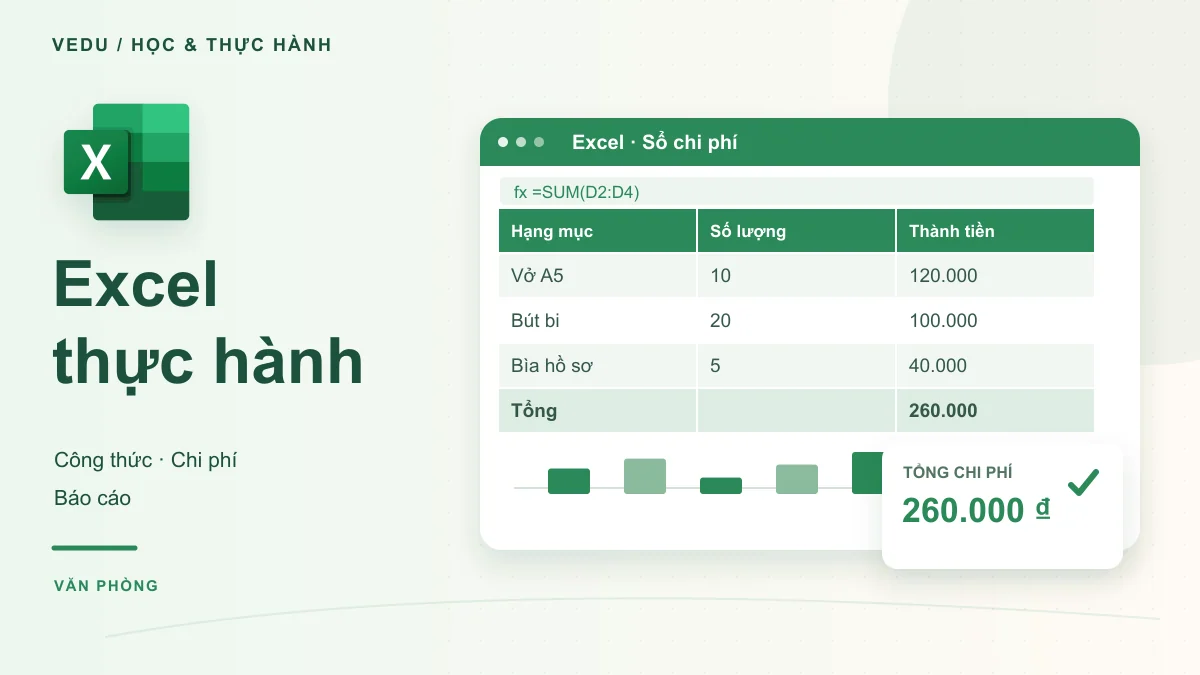 VEDU / HỌC & THỰC HÀNH
X
Excel
thực hành
Công thức · Chi phí
Báo cáo
VĂN PHÒNG
Excel · Sổ chi phí
fx =SUM(D2:D4)
Hạng mục Số lượng Thành tiền
Vở A5 10 120.000
Bút bi 20 100.000
Bìa hồ sơ 5 40.000
Tổng 260.000
TỔNG CHI PHÍ
260.000 ₫